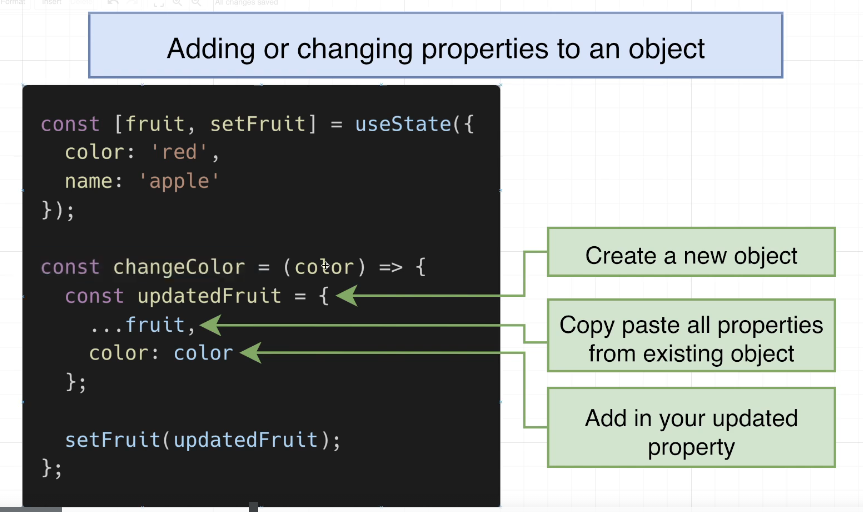 Adding or changing properties to an object
const [fruit, setFruit] = useState({
color: 'red',
name: 'apple'
});
const changeColor = (color) => {
const updatedFruit = {
...fruit,
color: color
};
setFruit(updatedFruit);
};
Create a new object
Copy paste all properties
from existing object
Add in your updated
property